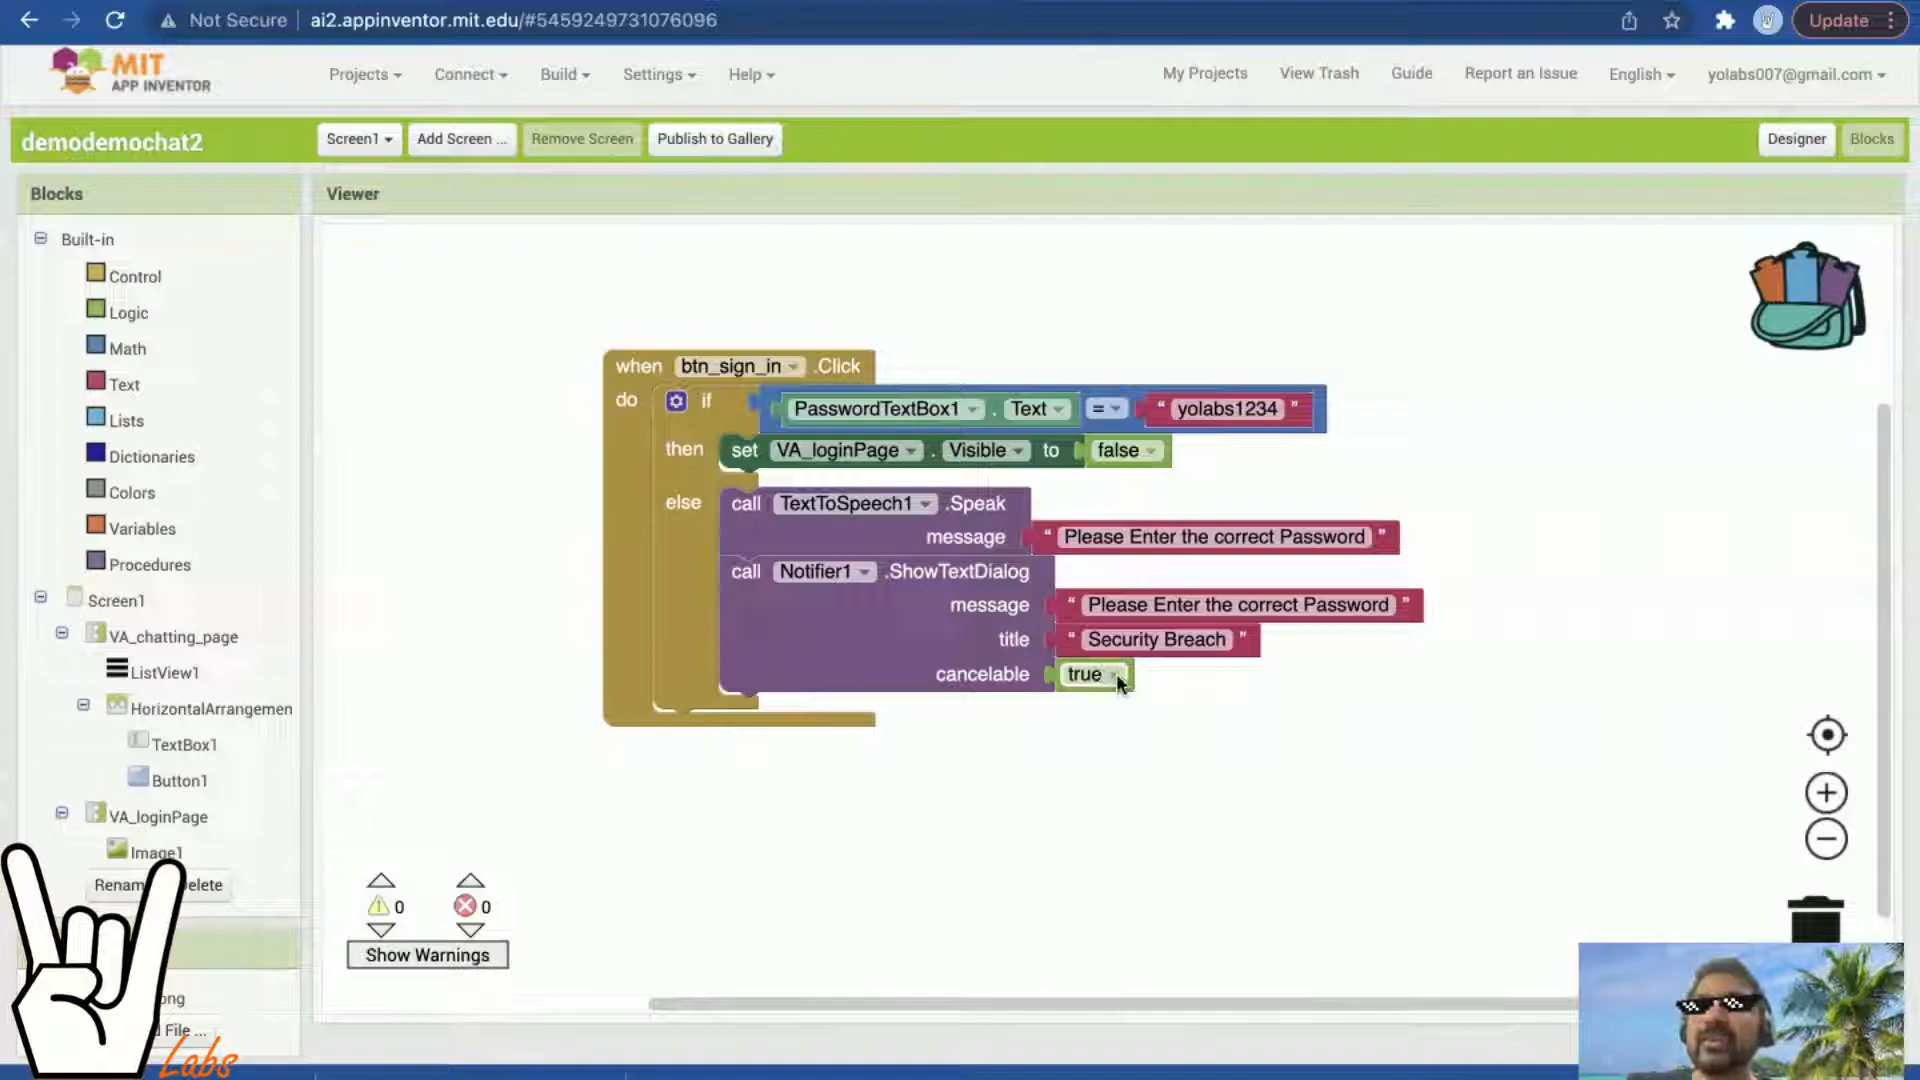 Not Secure
ai2.appinventor.mit.edu/#5459249731076096
Update
MIT
APP INVENTOR
Projects
Connect
Build
Settings
Help
My Projects
View Trash
Guide
Report an Issue
English
yolabs007@gmail.com
demodemochat2
Screen1
Add Screen ...
Remove Screen
Publish to Gallery
Designer
Blocks
Blocks
Viewer
Built-in
Control
Logic
Math
Text
Lists
Dictionaries
Colors
Variables
Procedures
Screen1
VA_chatting_page
ListView1
HorizontalArrangemen
TextBox1
Button1
VA_loginPage
Image1
when btn_sign_in .Click
do if PasswordTextBox1 . Text = “ yolabs1234 ”
then set VA_loginPage . Visible to false
else call TextToSpeech1 .Speak
message “ Please Enter the correct Password ”
call Notifier1 .ShowTextDialog
message “ Please Enter the correct Password ”
title “ Security Breach ”
cancelable true
0 0
Show Warnings
Labs